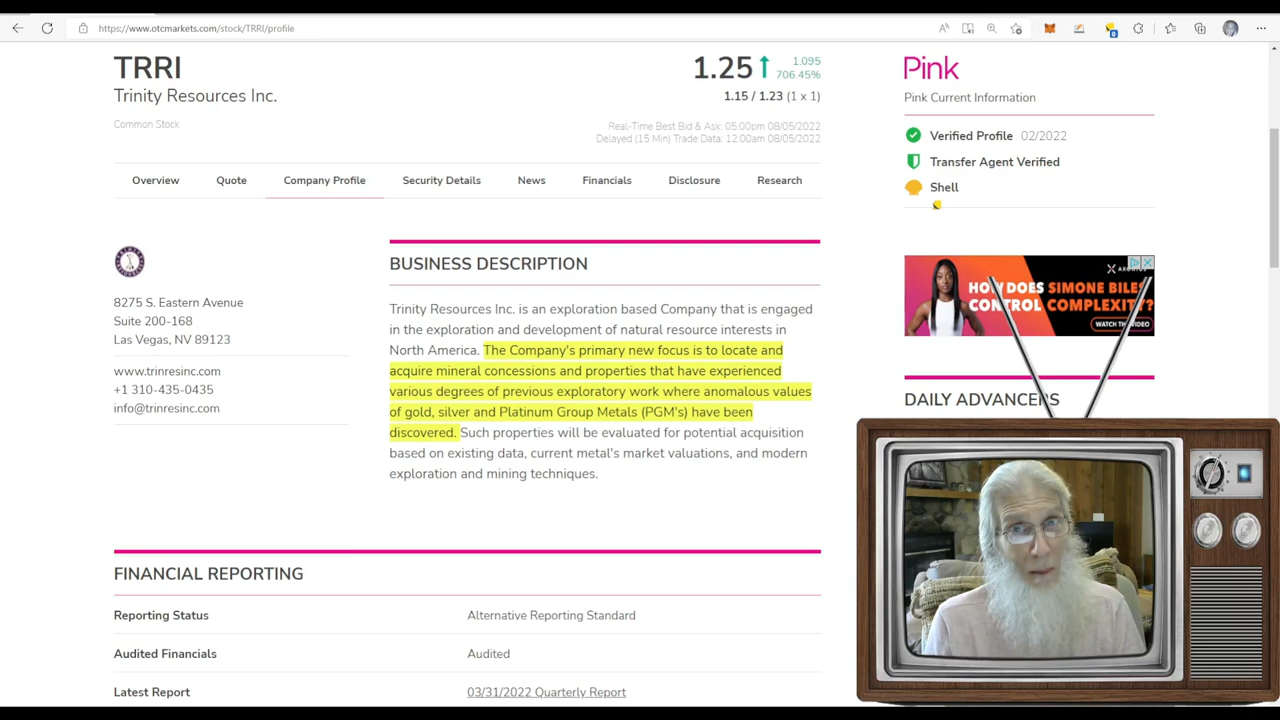 https://www.otcmarkets.com/stock/TRRI/profile
TRRI
Trinity Resources Inc.
Common Stock
1.25
1.095
706.45%
1.15 / 1.23 (1 x 1)
Real-Time Best Bid & Ask: 05:00pm 08/05/2022
Delayed (15 Min) Trade Data: 12:00am 08/05/2022
Pink
Pink Current Information
Verified Profile 02/2022
Transfer Agent Verified
Shell
Overview
Quote
Company Profile
Security Details
News
Financials
Disclosure
Research
8275 S. Eastern Avenue
Suite 200-168
Las Vegas, NV 89123
www.trinresinc.com
+1 310-435-0435
info@trinresinc.com
BUSINESS DESCRIPTION
Trinity Resources Inc. is an exploration based Company that is engaged
in the exploration and development of natural resource interests in
North America. The Company's primary new focus is to locate and
acquire mineral concessions and properties that have experienced
various degrees of previous exploratory work where anomalous values
of gold, silver and Platinum Group Metals (PGM's) have been
discovered. Such properties will be evaluated for potential acquisition
based on existing data, current metal's market valuations, and modern
exploration and mining techniques.
HOW DOES SIMONE BILES
CONTROL COMPLEXITY?
WATCH THE VIDEO
DAILY ADVANCERS
FINANCIAL REPORTING
Reporting Status
Alternative Reporting Standard
Audited Financials
Audited
Latest Report
03/31/2022 Quarterly Report